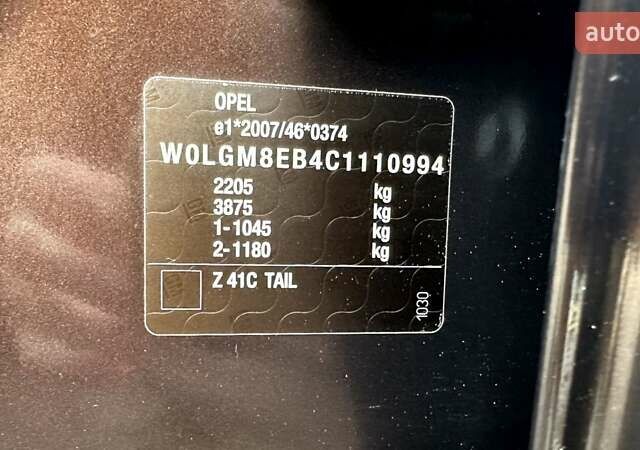 auto
OPEL
e1*2007/46*0374
W0LGM8EB4C1110994
2205 kg
3875 kg
1-1045 kg
2-1180 kg
Z 41C TAIL
1030